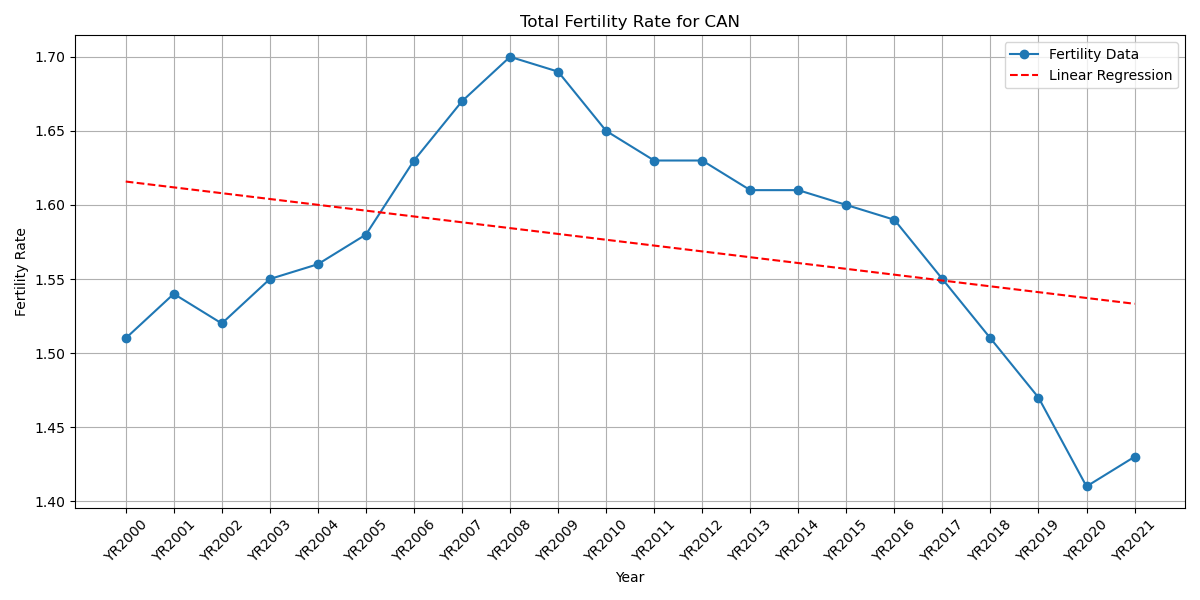 Total Fertility Rate for CAN
Fertility Data
Linear Regression
Fertility Rate
1.70
1.65
1.60
1.55
1.50
1.45
1.40
YR2000
YR2001
YR2002
YR2003
YR2004
YR2005
YR2006
YR2007
YR2008
YR2009
YR2010
YR2011
YR2012
YR2013
YR2014
YR2015
YR2016
YR2017
YR2018
YR2019
YR2020
YR2021
Year